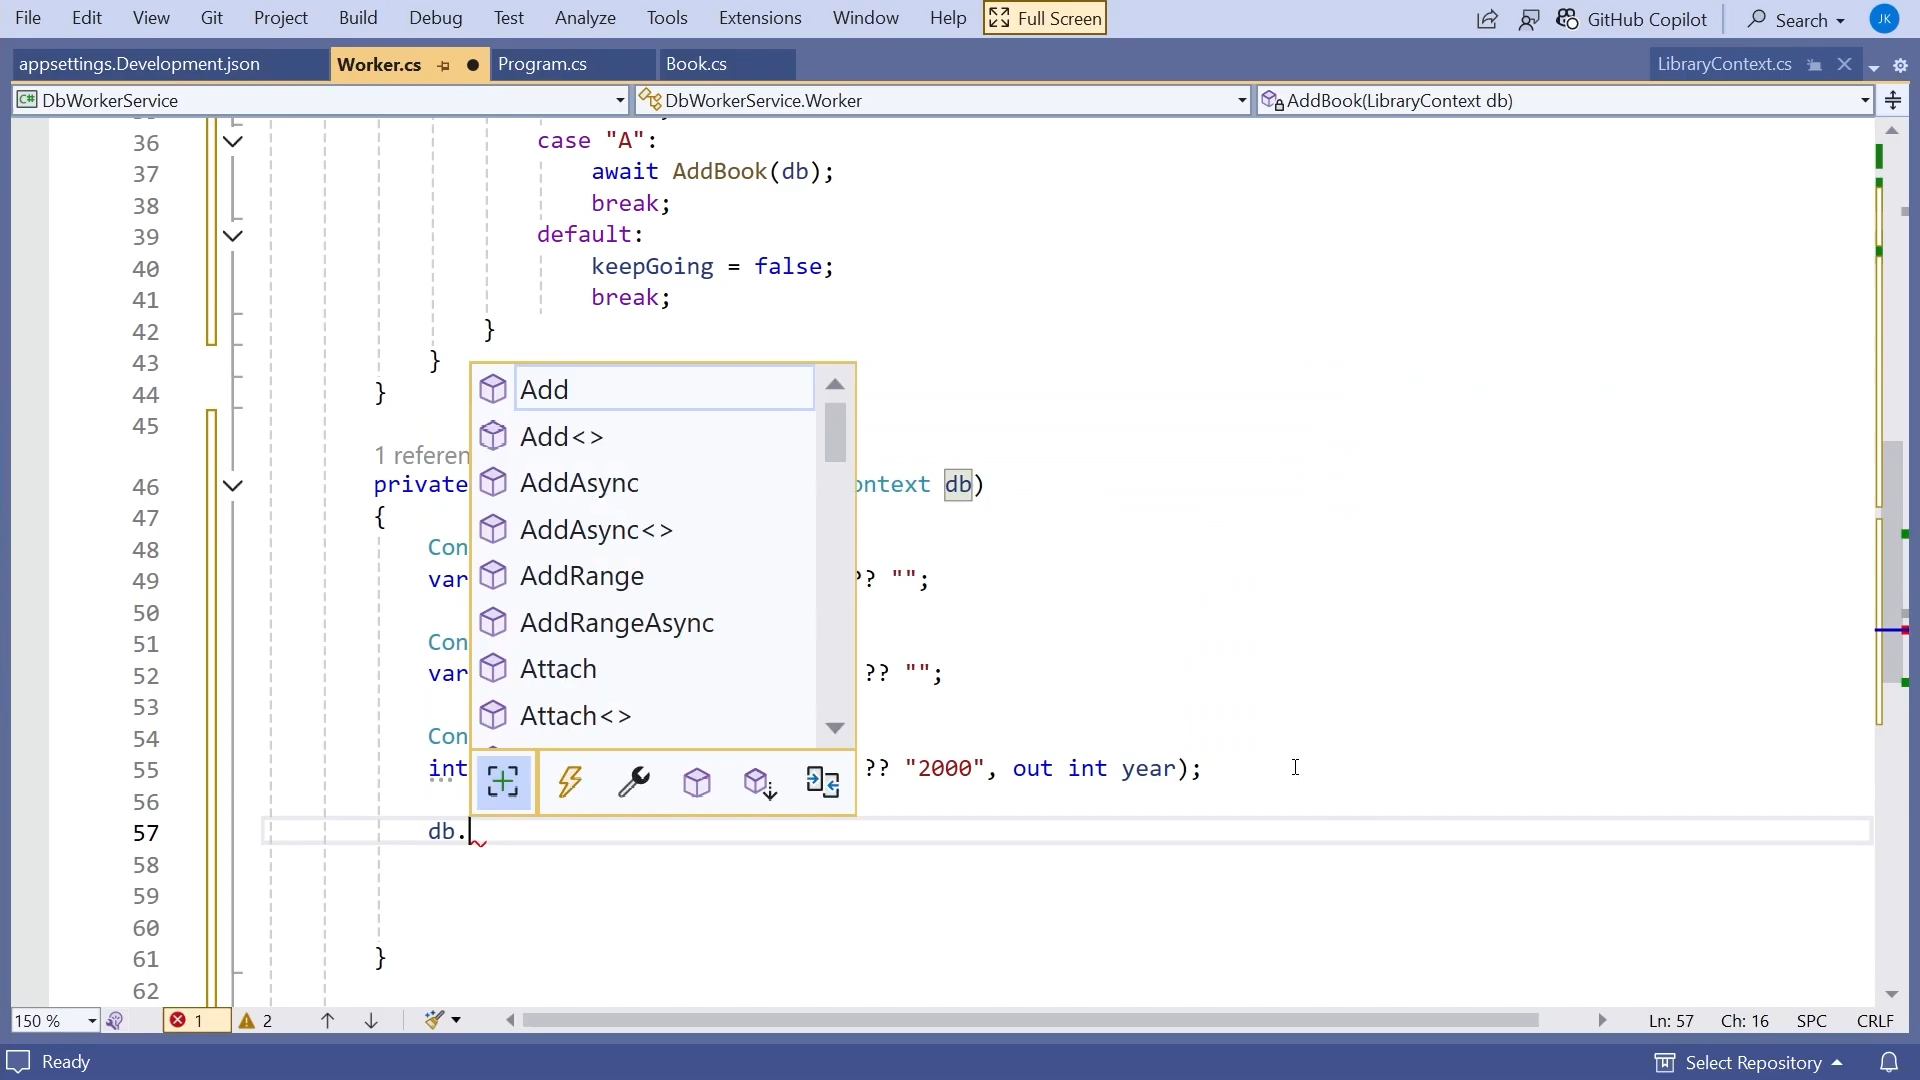 File Edit View Git Project Build Debug Test Analyze Tools Extensions Window Help Full Screen GitHub Copilot Search JK
appsettings.Development.json Worker.cs Program.cs Book.cs LibraryContext.cs
C# DbWorkerService DbWorkerService.Worker AddBook(LibraryContext db)
36 case "A":
37 await AddBook(db);
38 break;
39 default:
40 keepGoing = false;
41 break;
42 }
43 }
44 }
45
1 referen
46 private ontext db)
47 {
48 Con
49 var ?? "";
50
51 Con
52 var ?? "";
53
54 Con
55 int ?? "2000", out int year);
56
57 db.
58
59
60
61 }
62
Add
Add<>
AddAsync
AddAsync<>
AddRange
AddRangeAsync
Attach
Attach<>
150 % 1 2 Ln: 57 Ch: 16 SPC CRLF
Ready Select Repository